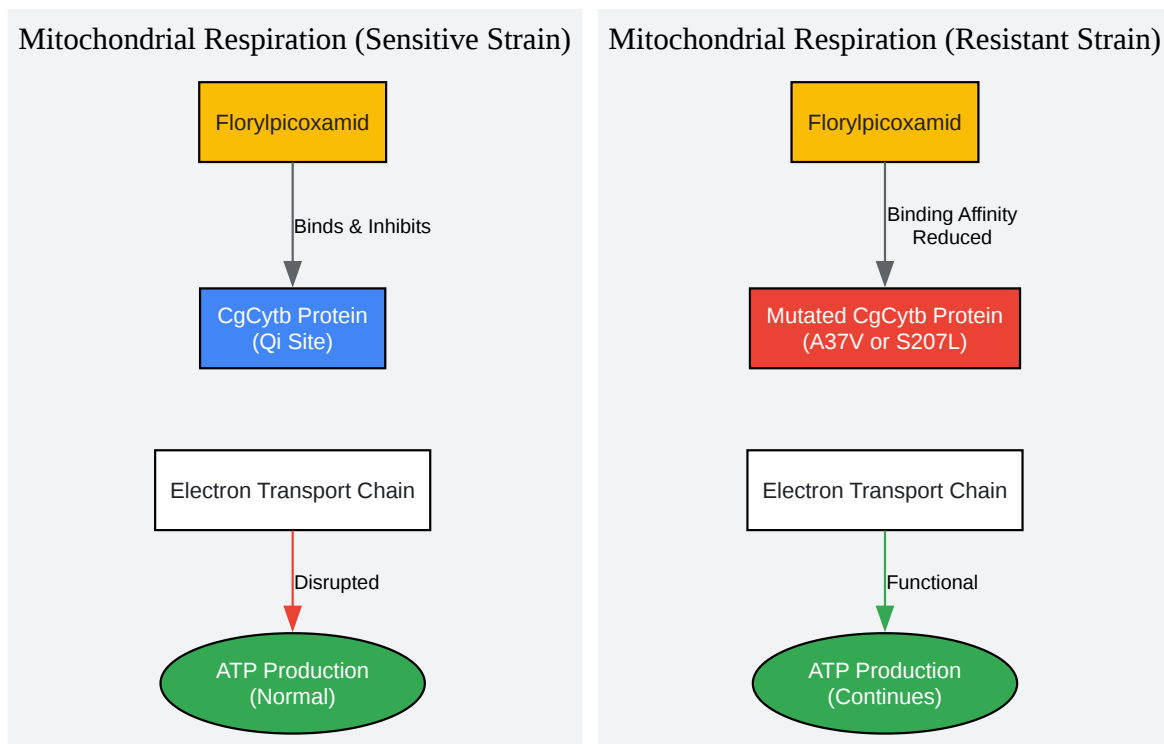 Mitochondrial Respiration (Sensitive Strain)
Florylpicoxamid
Binds & Inhibits
CgCytb Protein
(Qi Site)
Electron Transport Chain
Disrupted
ATP Production
(Normal)
Mitochondrial Respiration (Resistant Strain)
Florylpicoxamid
Binding Affinity
Reduced
Mutated CgCytb Protein
(A37V or S207L)
Electron Transport Chain
Functional
ATP Production
(Continues)